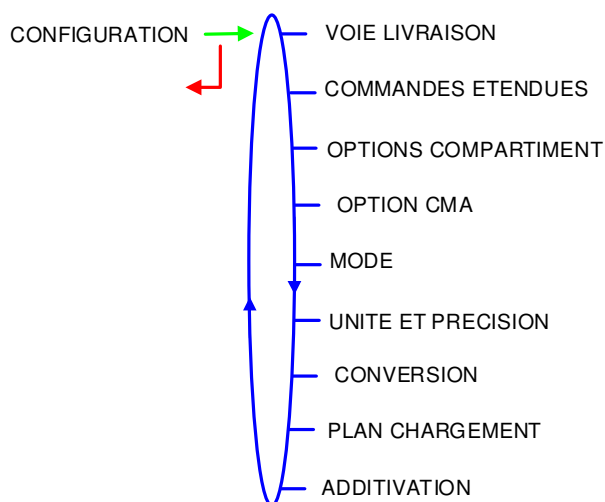 CONFIGURATION
VOIE LIVRAISON
COMMANDES ETENDUES
OPTIONS COMPARTIMENT
OPTION CMA
MODE
UNITE ET PRECISION
CONVERSION
PLAN CHARGEMENT
ADDITIVATION